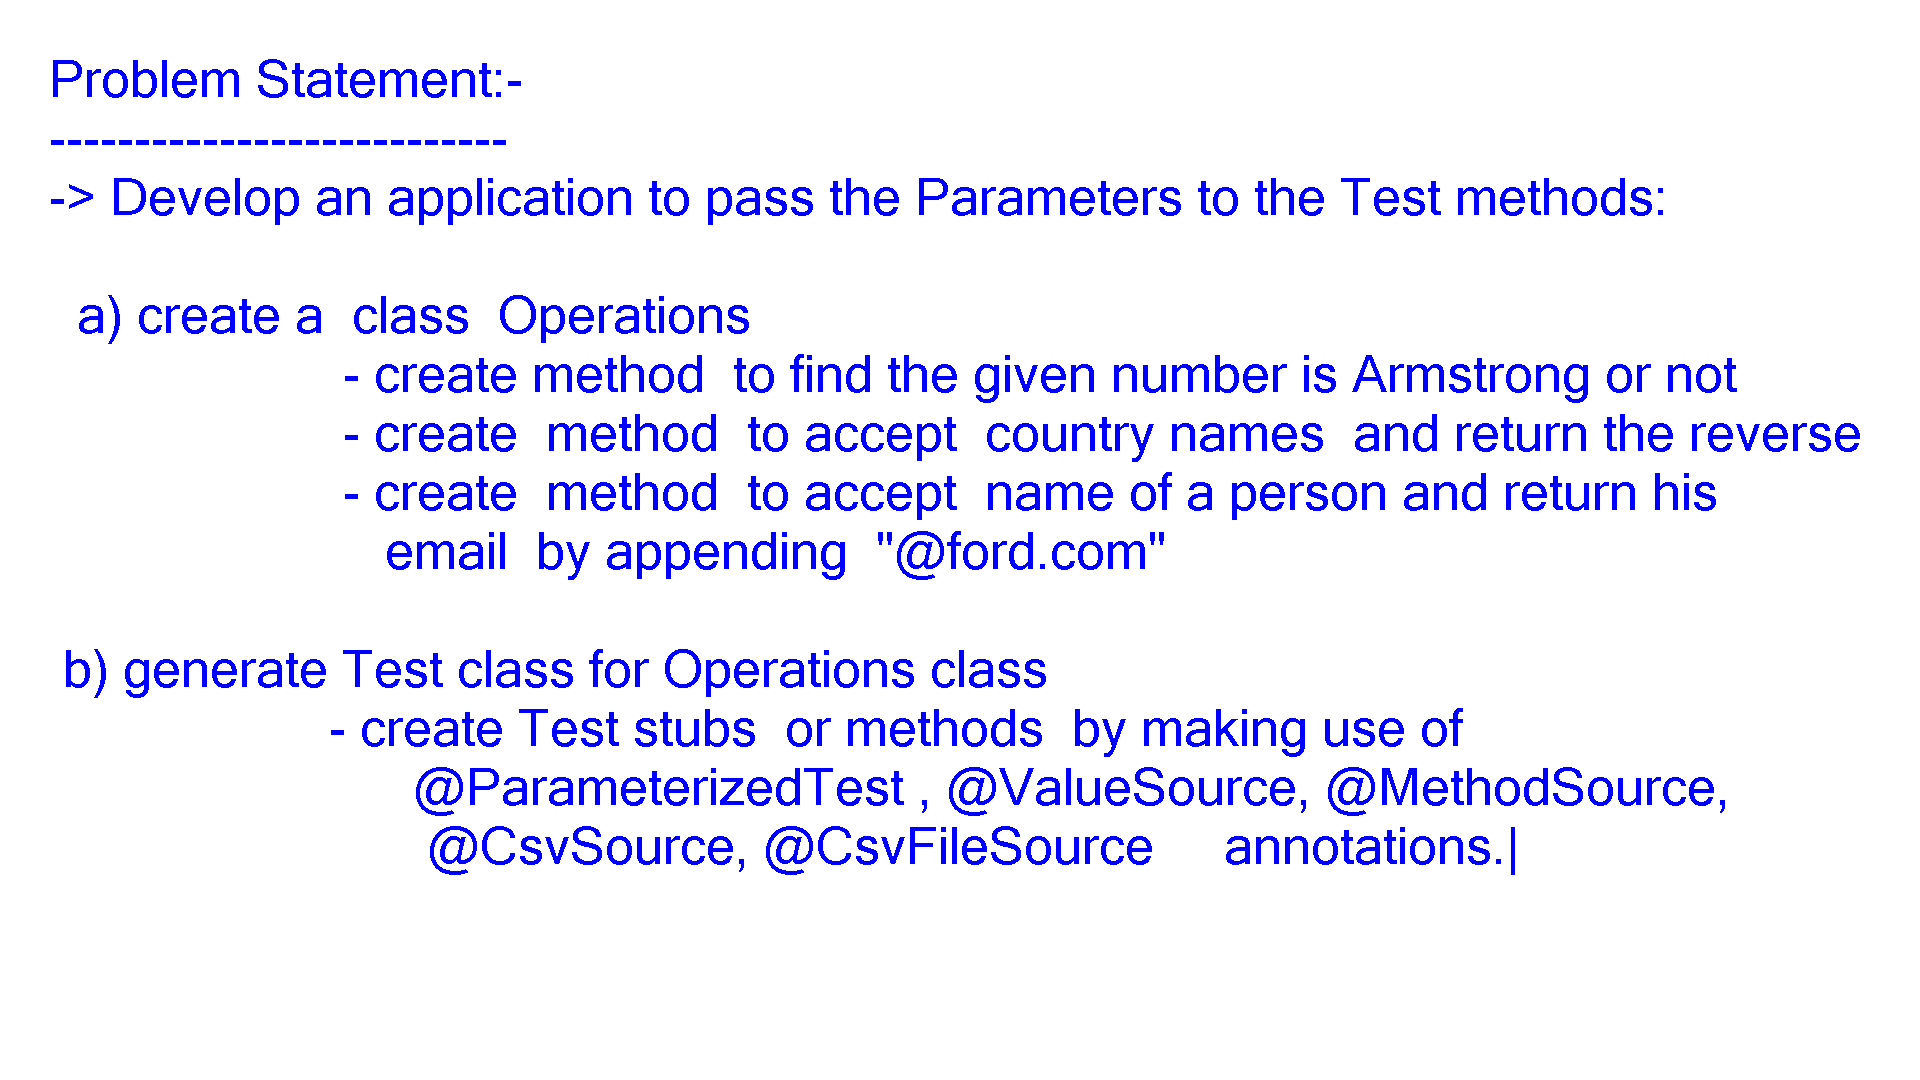 Problem Statement:-
---------------------------
-> Develop an application to pass the Parameters to the Test methods:
a) create a class Operations
- create method to find the given number is Armstrong or not
- create method to accept country names and return the reverse
- create method to accept name of a person and return his
email by appending "@ford.com"
b) generate Test class for Operations class
- create Test stubs or methods by making use of
@ParameterizedTest , @ValueSource, @MethodSource,
@CsvSource, @CsvFileSource annotations.|